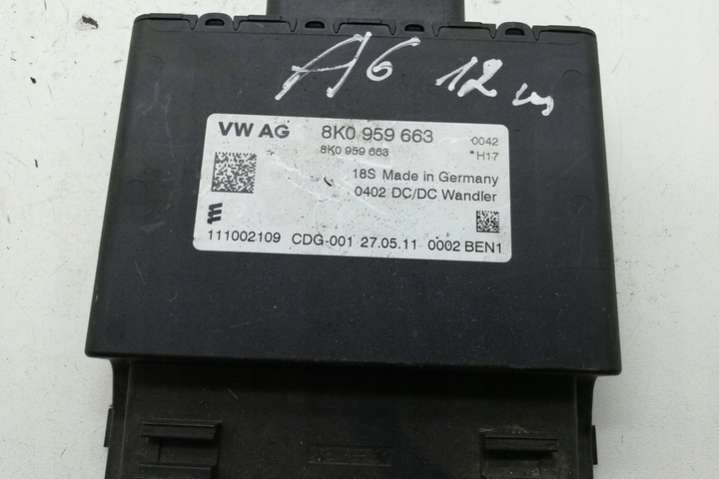 A6 12
VW AG 8K0 959 663 0042
8K0 959 663 *H17
18S Made in Germany
0402 DC/DC Wandler
111002109 CDG-001 27.05.11 0002 BEN1